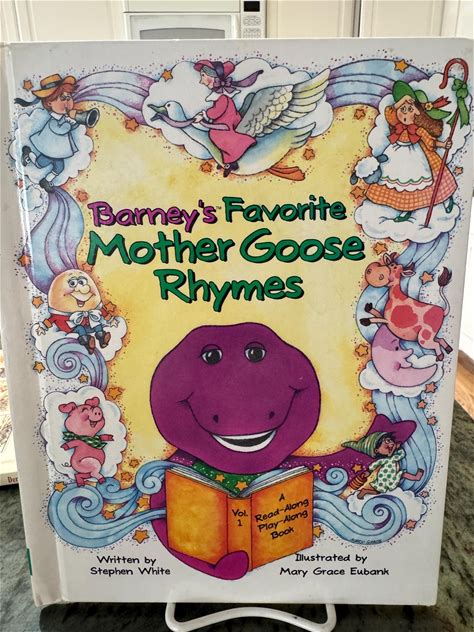 Barney's™ Favorite
Mother Goose
Rhymes
Vol.
1
A
Read-Along
Play-Along
Book
Written by
Stephen White
Illustrated by
Mary Grace Eubank